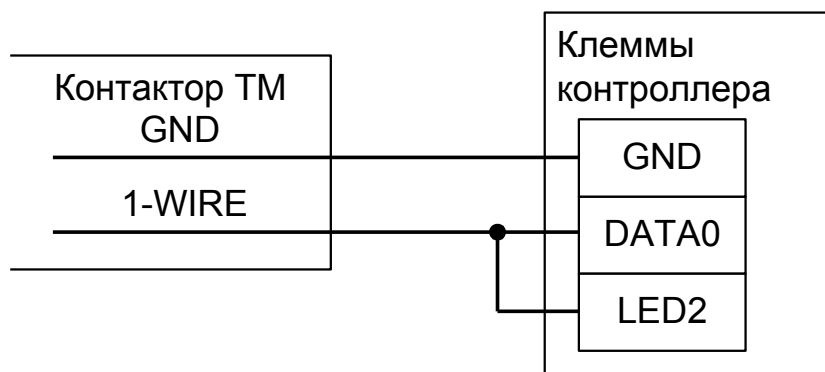 Контактор ТМ
GND
1-WIRE
Клеммы
контроллера
GND
DATA0
LED2